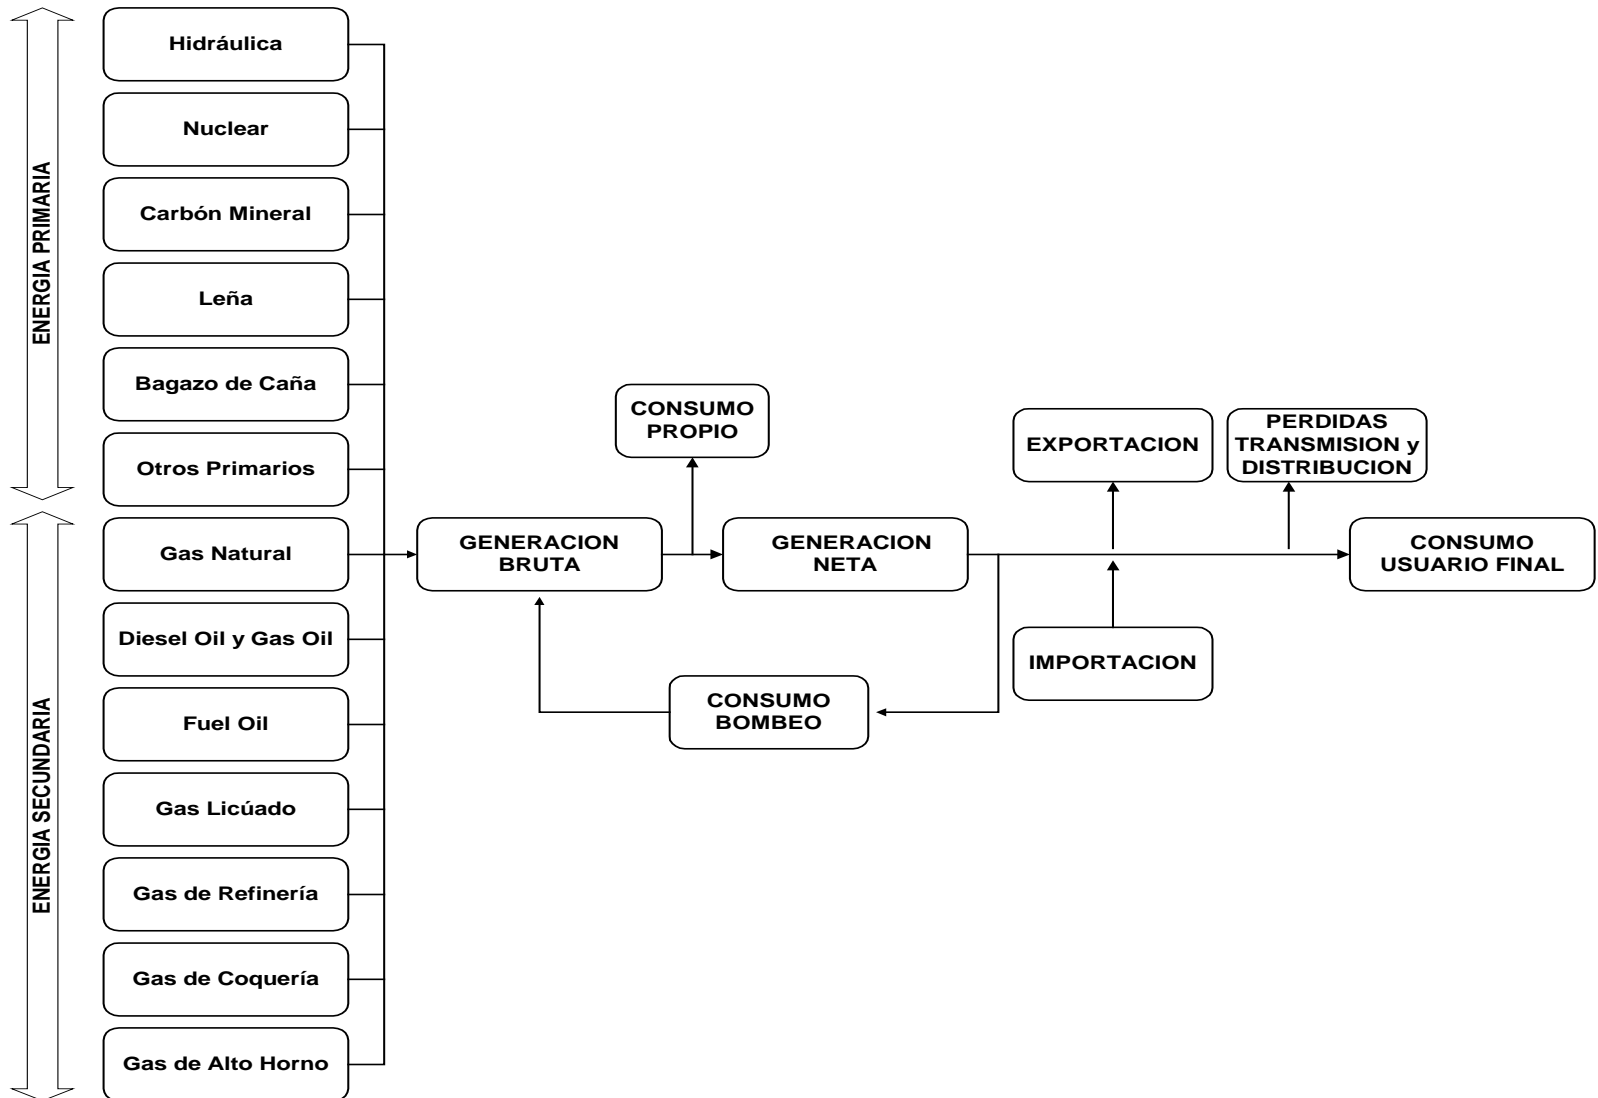 ENERGIA PRIMARIA
Hidráulica
Nuclear
Carbón Mineral
Leña
Bagazo de Caña
Otros Primarios
ENERGIA SECUNDARIA
Gas Natural
Diesel Oil y Gas Oil
Fuel Oil
Gas Licúado
Gas de Refinería
Gas de Coquería
Gas de Alto Horno
GENERACION
BRUTA
CONSUMO
PROPIO
GENERACION
NETA
CONSUMO
BOMBEO
EXPORTACION
IMPORTACION
PERDIDAS
TRANSMISION y
DISTRIBUCION
CONSUMO
USUARIO FINAL